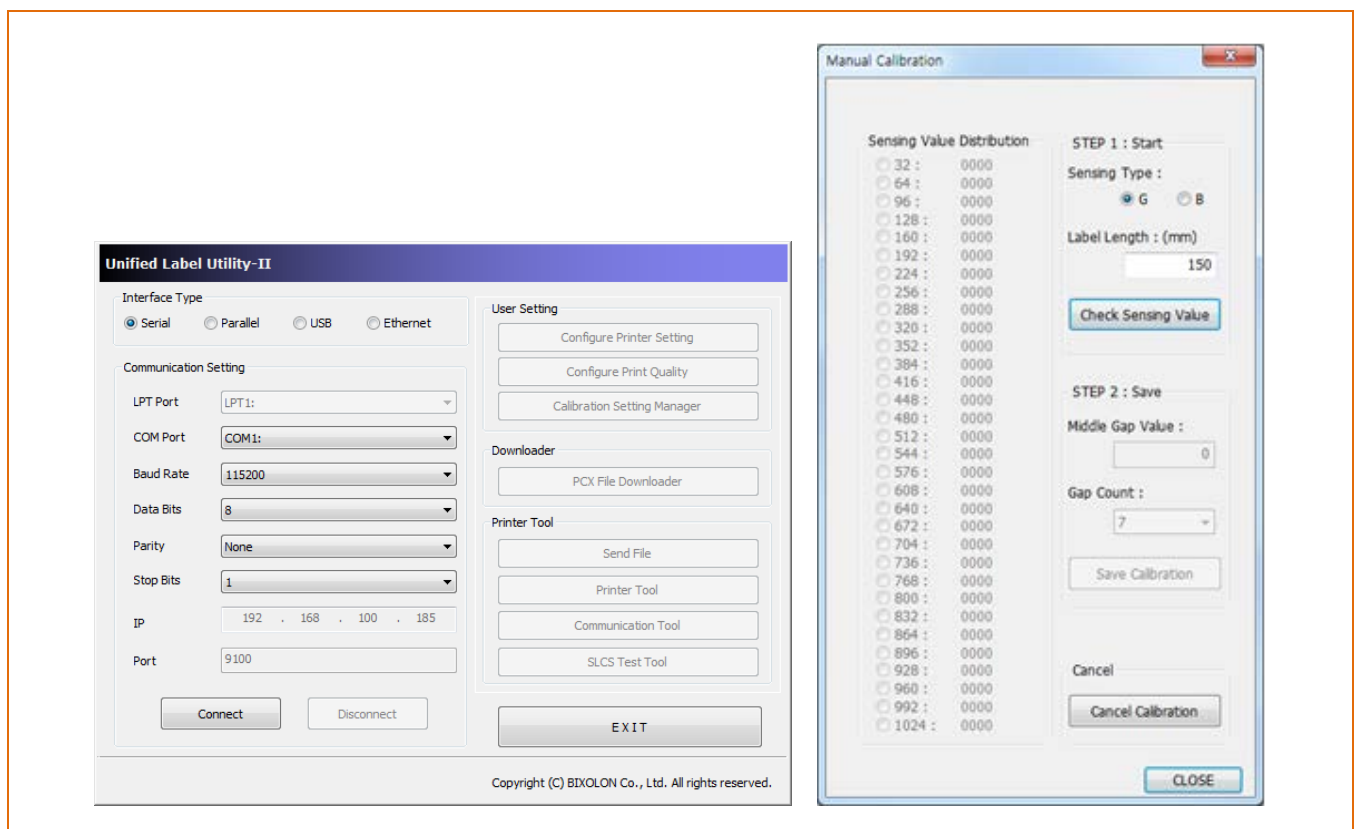 Unified Label Utility-II
Interface Type
Serial Parallel USB Ethernet
Communication Setting
LPT Port LPT1:
COM Port COM1:
Baud Rate 115200
Data Bits 8
Parity None
Stop Bits 1
IP 192 . 168 . 100 . 185
Port 9100
Connect Disconnect
User Setting
Configure Printer Setting
Configure Print Quality
Calibration Setting Manager
Downloader
PCX File Downloader
Printer Tool
Send File
Printer Tool
Communication Tool
SLCS Test Tool
EXIT
Copyright (C) BIXOLON Co., Ltd. All rights reserved.
Manual Calibration
Sensing Value Distribution
32 : 0000
64 : 0000
96 : 0000
128 : 0000
160 : 0000
192 : 0000
224 : 0000
256 : 0000
288 : 0000
320 : 0000
352 : 0000
384 : 0000
416 : 0000
448 : 0000
480 : 0000
512 : 0000
544 : 0000
576 : 0000
608 : 0000
640 : 0000
672 : 0000
704 : 0000
736 : 0000
768 : 0000
800 : 0000
832 : 0000
864 : 0000
896 : 0000
928 : 0000
960 : 0000
992 : 0000
1024 : 0000
STEP 1 : Start
Sensing Type :
G B
Label Length : (mm)
150
Check Sensing Value
STEP 2 : Save
Middle Gap Value :
0
Gap Count :
7
Save Calibration
Cancel
Cancel Calibration
CLOSE